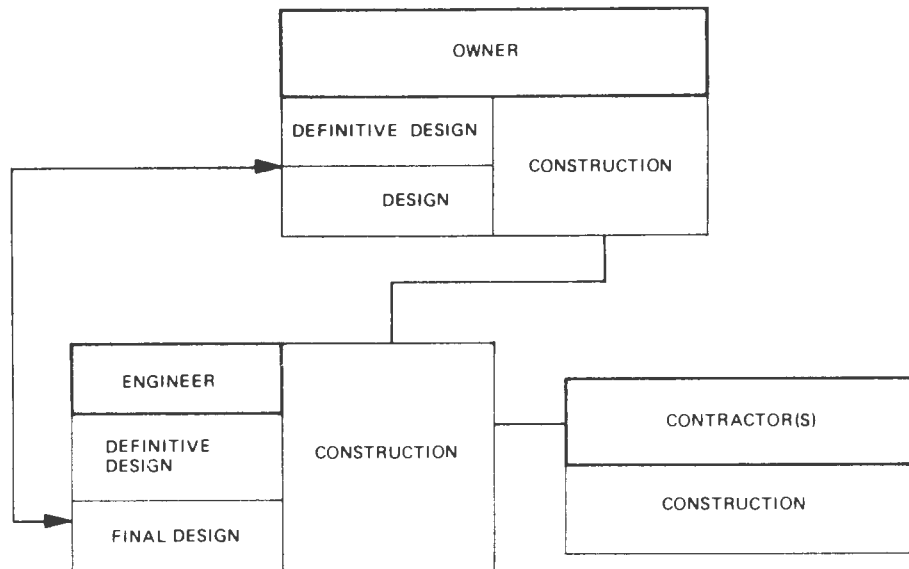 OWNER
DEFINITIVE DESIGN
CONSTRUCTION
DESIGN
ENGINEER
DEFINITIVE
DESIGN
FINAL DESIGN
CONSTRUCTION
CONTRACTOR(S)
CONSTRUCTION